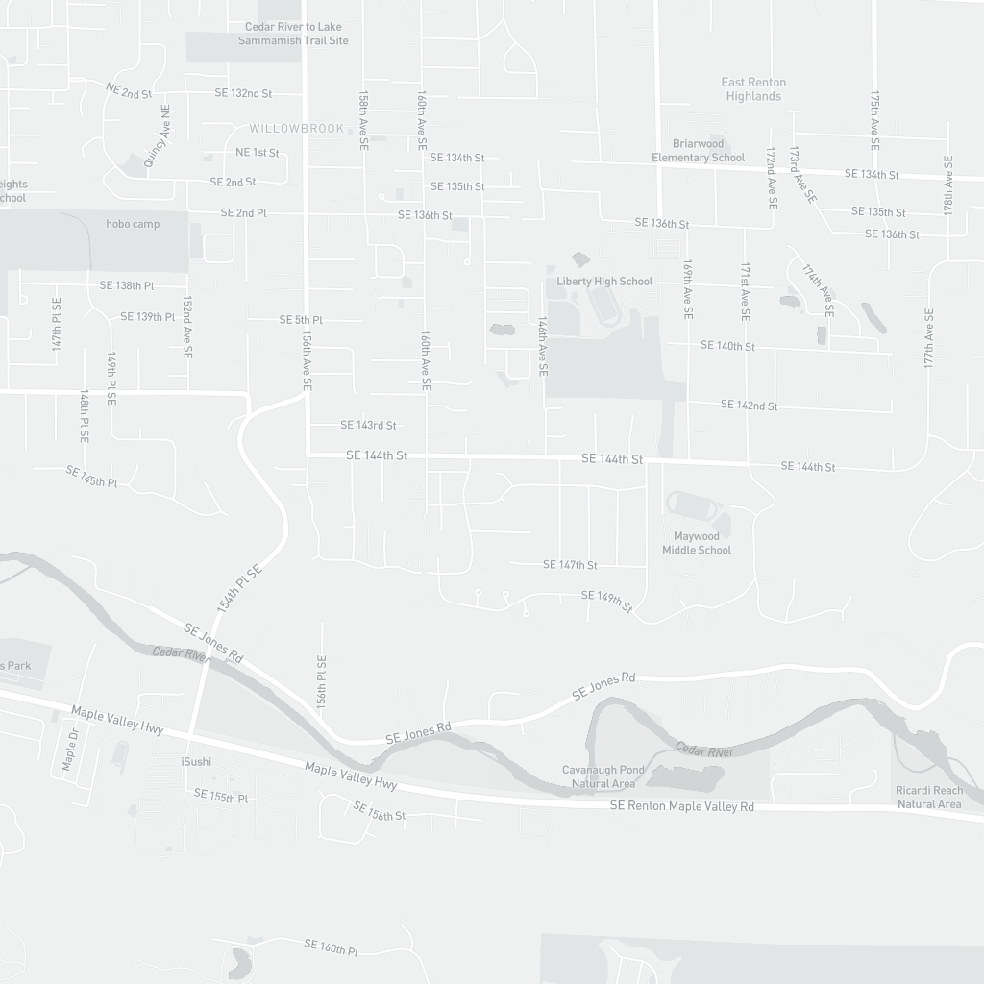 Cedar River to Lake
Sammamish Trail Site
NE 2nd St
SE 132nd St
158th Ave SE
160th Ave SE
East Renton
Highlands
175th Ave SE
Quincy Ave NE
WILLOWBROOK
NE 1st St
SE 134th St
Briarwood
Elementary School
172nd Ave SE
173rd Ave SE
178th Ave SE
SE 134th St
eights
chool
SE 2nd St
SE 135th St
SE 2nd Pl
SE 136th St
hobo camp
SE 136th St
SE 135th St
SE 136th St
SE 138th Pl
Liberty High School
169th Ave SE
171st Ave SE
174th Ave SE
147th Pl SE
SE 139th Pl
152nd Ave SE
SE 5th Pl
156th Ave SE
160th Ave SE
146th Ave SE
SE 140th St
177th Ave SE
149th Pl SE
148th Pl SE
SE 142nd St
SE 143rd St
SE 144th St
SE 144th St
SE 144th St
SE 145th Pl
Maywood
Middle School
SE 147th St
154th Pl SE
SE 149th St
SE Jones Rd
Cedar River
s Park
156th Pl SE
SE Jones Rd
Maple Valley Hwy
SE Jones Rd
Maple Dr
iSushi
Cedar River
Maple Valley Hwy
Cavanaugh Pond
Natural Area
SE 155th Pl
SE 156th St
SE Renton Maple Valley Rd
Ricardi Reach
Natural Area
SE 160th Pl